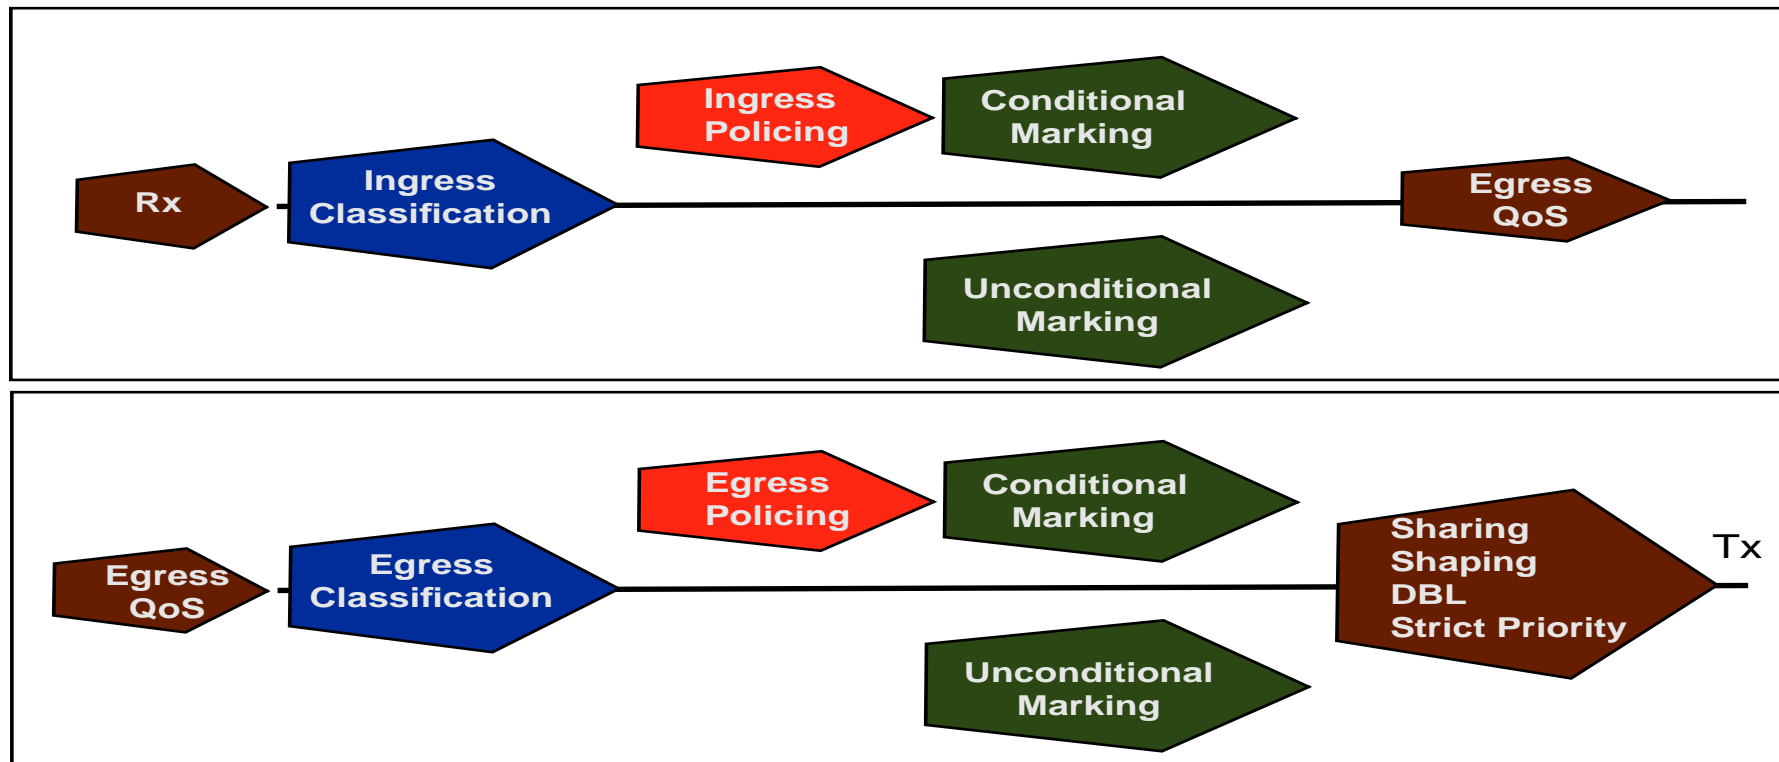 Rx
Ingress
Classification
Ingress
Policing
Conditional
Marking
Unconditional
Marking
Egress
QoS
Egress
QoS
Egress
Classification
Egress
Policing
Conditional
Marking
Unconditional
Marking
Sharing
Shaping
DBL
Strict Priority
Tx